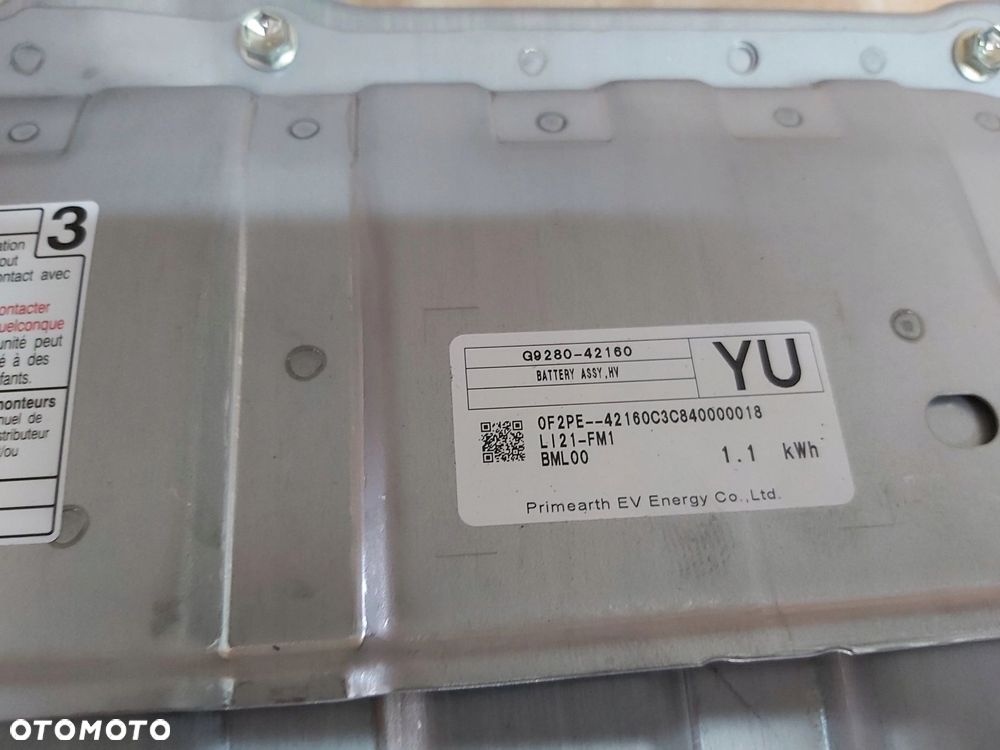 3
ation
out
ontact avec
ontacter
uelconque
unité peut
é à des
fants.
monteurs
nuel de
stributeur
/ou
G9280-42160
BATTERY ASSY,HV
YU
0F2PE--42160C3C840000018
LI21-FM1
BML00
1.1 kWh
Primearth EV Energy Co.,Ltd.
OTOMOTO